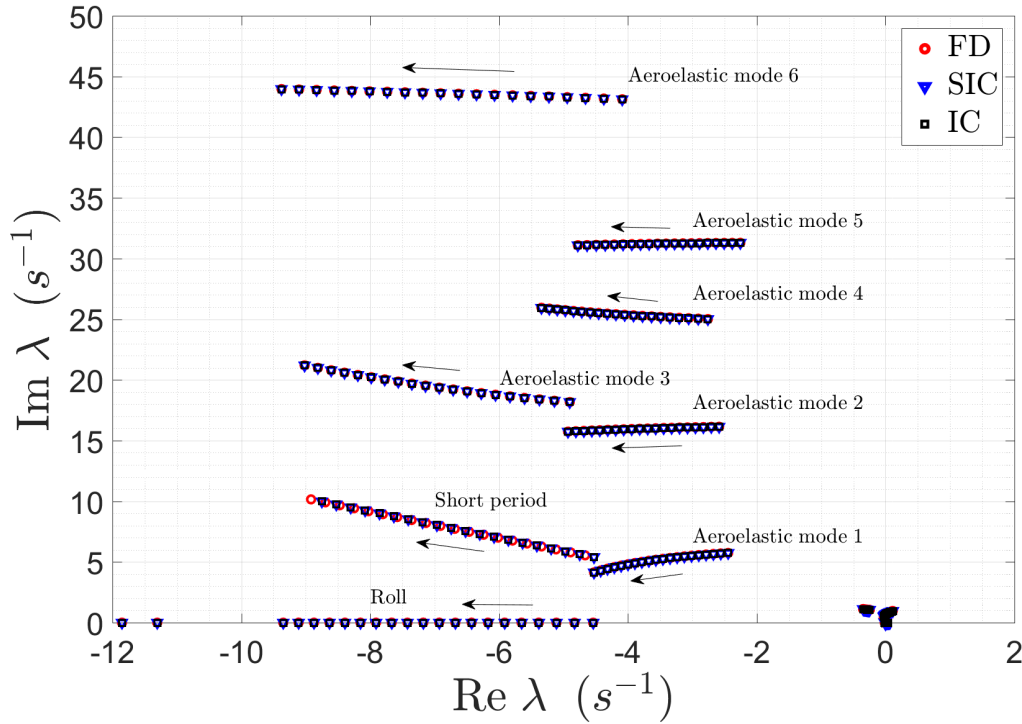 50
45
40
35
30
25
20
15
10
5
0
Im λ (s⁻¹)
FD
SIC
IC
Aeroelastic mode 6
Aeroelastic mode 5
Aeroelastic mode 4
Aeroelastic mode 3
Aeroelastic mode 2
Short period
Aeroelastic mode 1
Roll
-12 -10 -8 -6 -4 -2 0 2
Re λ (s⁻¹)